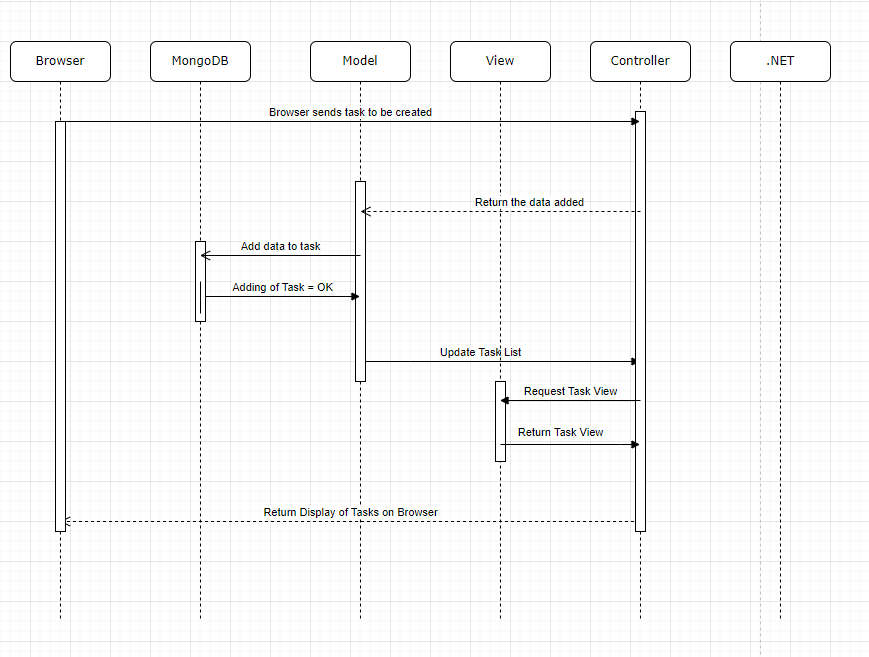 Browser
MongoDB
Model
View
Controller
.NET
Browser sends task to be created
Return the data added
Add data to task
Adding of Task = OK
Update Task List
Request Task View
Return Task View
Return Display of Tasks on Browser